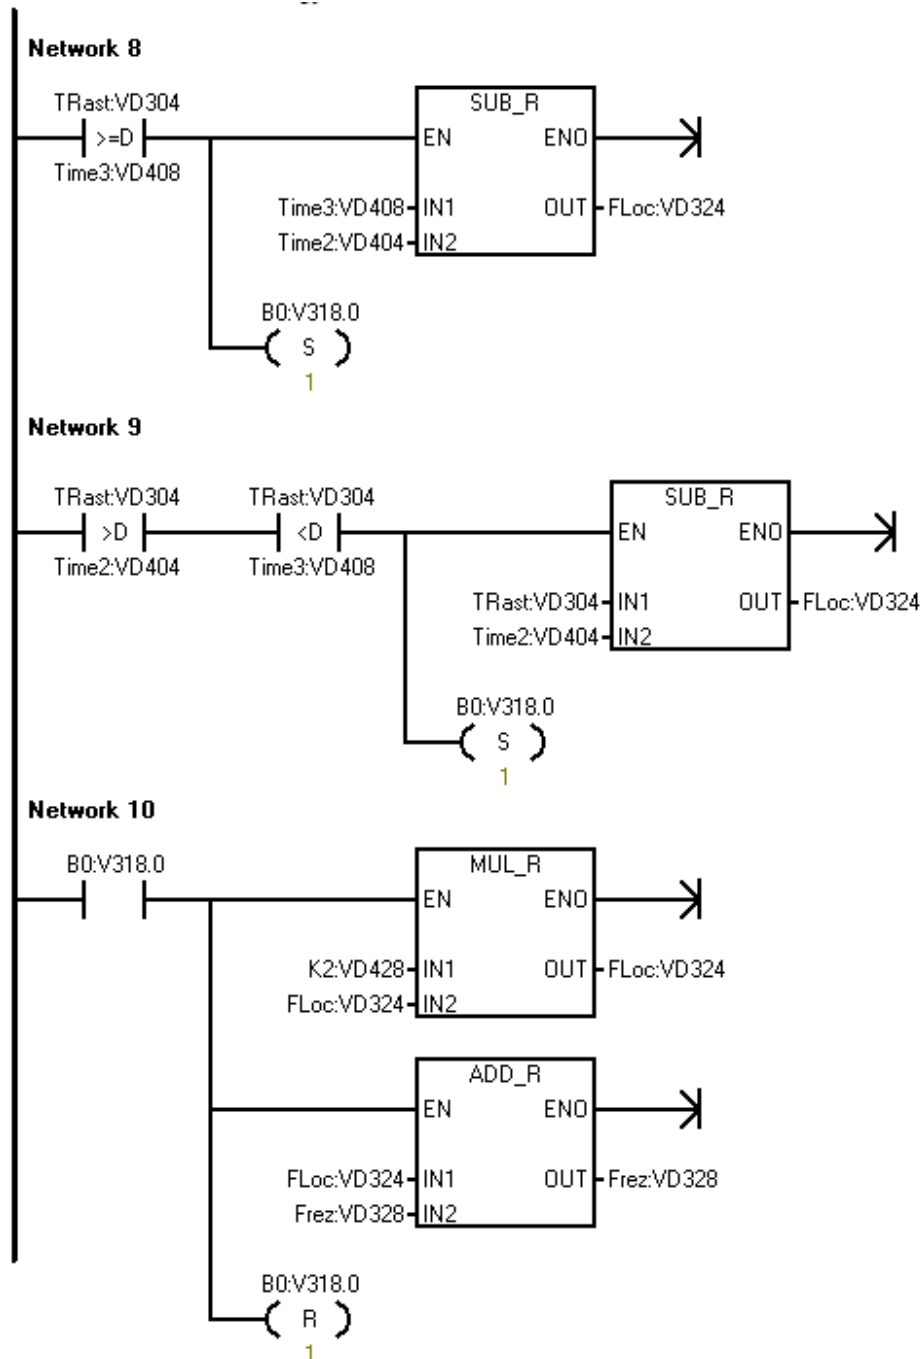 Network 8
TRast:VD304
>=D
Time3:VD408
SUB_R
EN ENO
Time3:VD408 IN1 OUT FLoc:VD324
Time2:VD404 IN2
B0:V318.0
S
1
Network 9
TRast:VD304 TRast:VD304
>D <D
Time2:VD404 Time3:VD408
SUB_R
EN ENO
TRast:VD304 IN1 OUT FLoc:VD324
Time2:VD404 IN2
B0:V318.0
S
1
Network 10
B0:V318.0
MUL_R
EN ENO
K2:VD428 IN1 OUT FLoc:VD324
FLoc:VD324 IN2
ADD_R
EN ENO
FLoc:VD324 IN1 OUT Frez:VD328
Frez:VD328 IN2
B0:V318.0
R
1